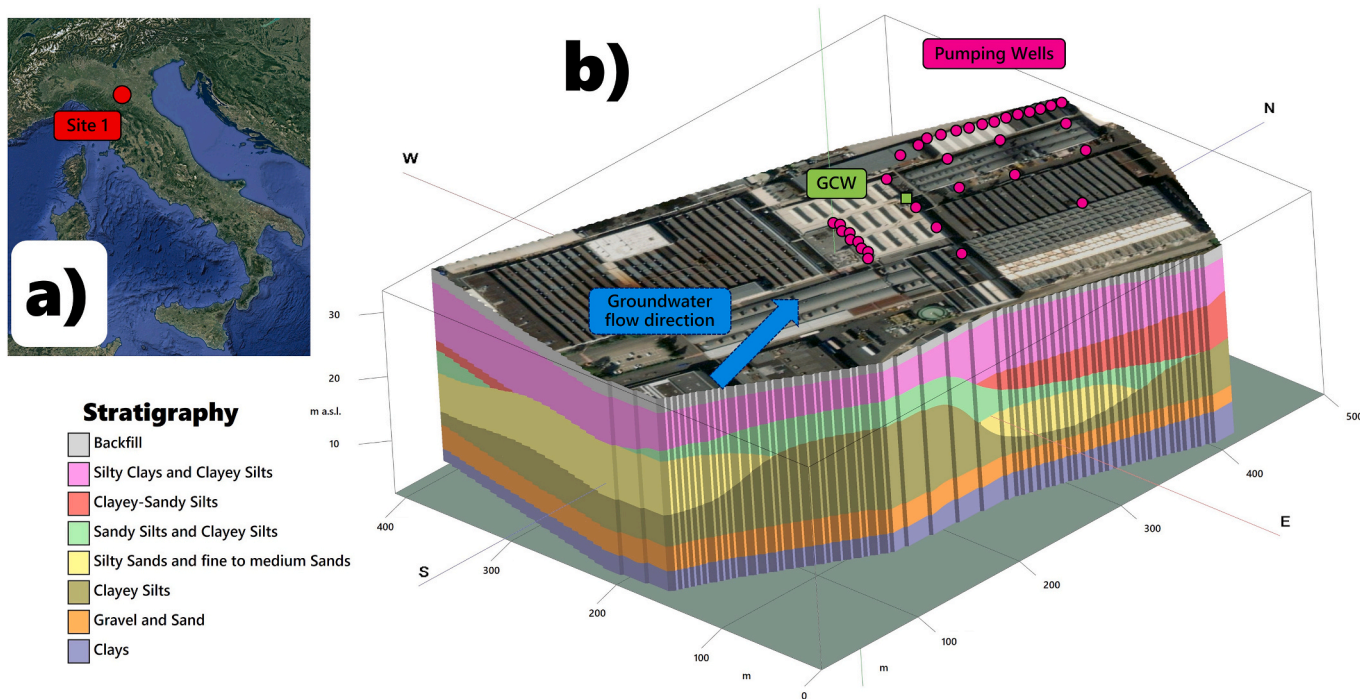 a)
Site 1
b)
Pumping Wells
N
W
GCW
Groundwater
flow direction
30
20
m a.s.l.
10
Stratigraphy
Backfill
Silty Clays and Clayey Silts
Clayey-Sandy Silts
Sandy Silts and Clayey Silts
Silty Sands and fine to medium Sands
Clayey Silts
Gravel and Sand
Clays
S
E
400
300
200
100
m
0
m
100
200
300
400
500